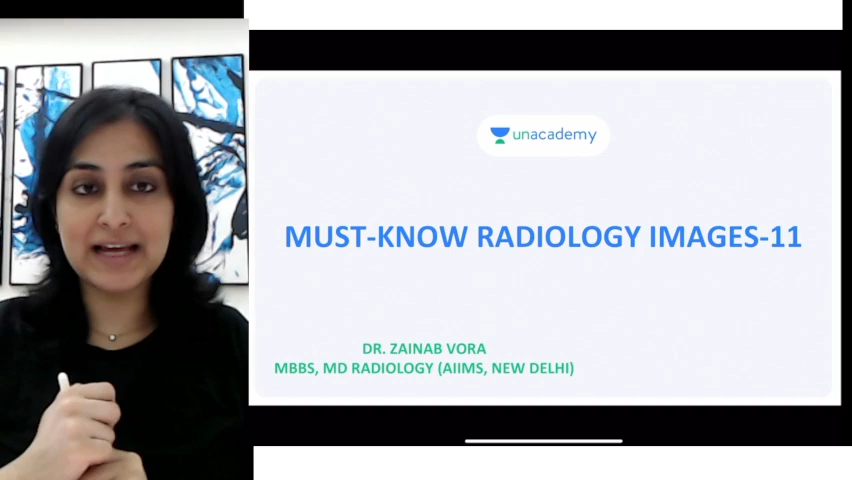 unacademy
MUST-KNOW RADIOLOGY IMAGES-11
DR. ZAINAB VORA
MBBS, MD RADIOLOGY (AIIMS, NEW DELHI)